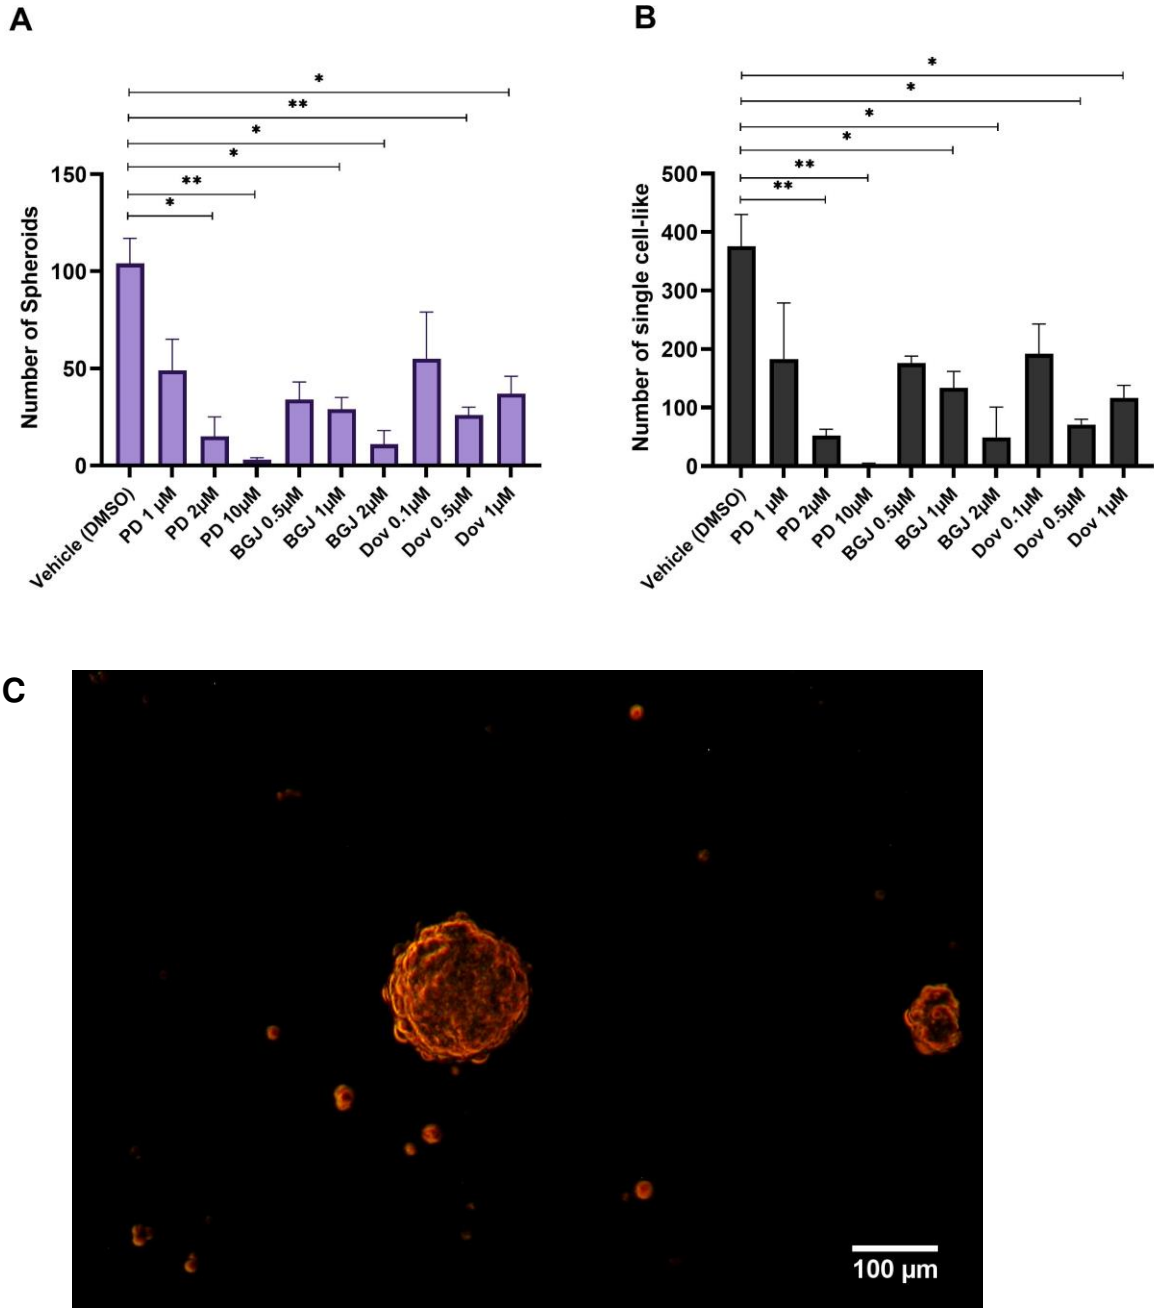 A
*
**
*
*
**
*
150
100
50
0
Number of Spheroids
Vehicle (DMSO)
PD 1 µM
PD 2µM
PD 10µM
BGJ 0.5µM
BGJ 1µM
BGJ 2µM
Dov 0.1µM
Dov 0.5µM
Dov 1µM
B
*
*
*
*
**
**
500
400
300
200
100
0
Number of single cell-like
Vehicle (DMSO)
PD 1 µM
PD 2µM
PD 10µM
BGJ 0.5µM
BGJ 1µM
BGJ 2µM
Dov 0.1µM
Dov 0.5µM
Dov 1µM
C
100 µm